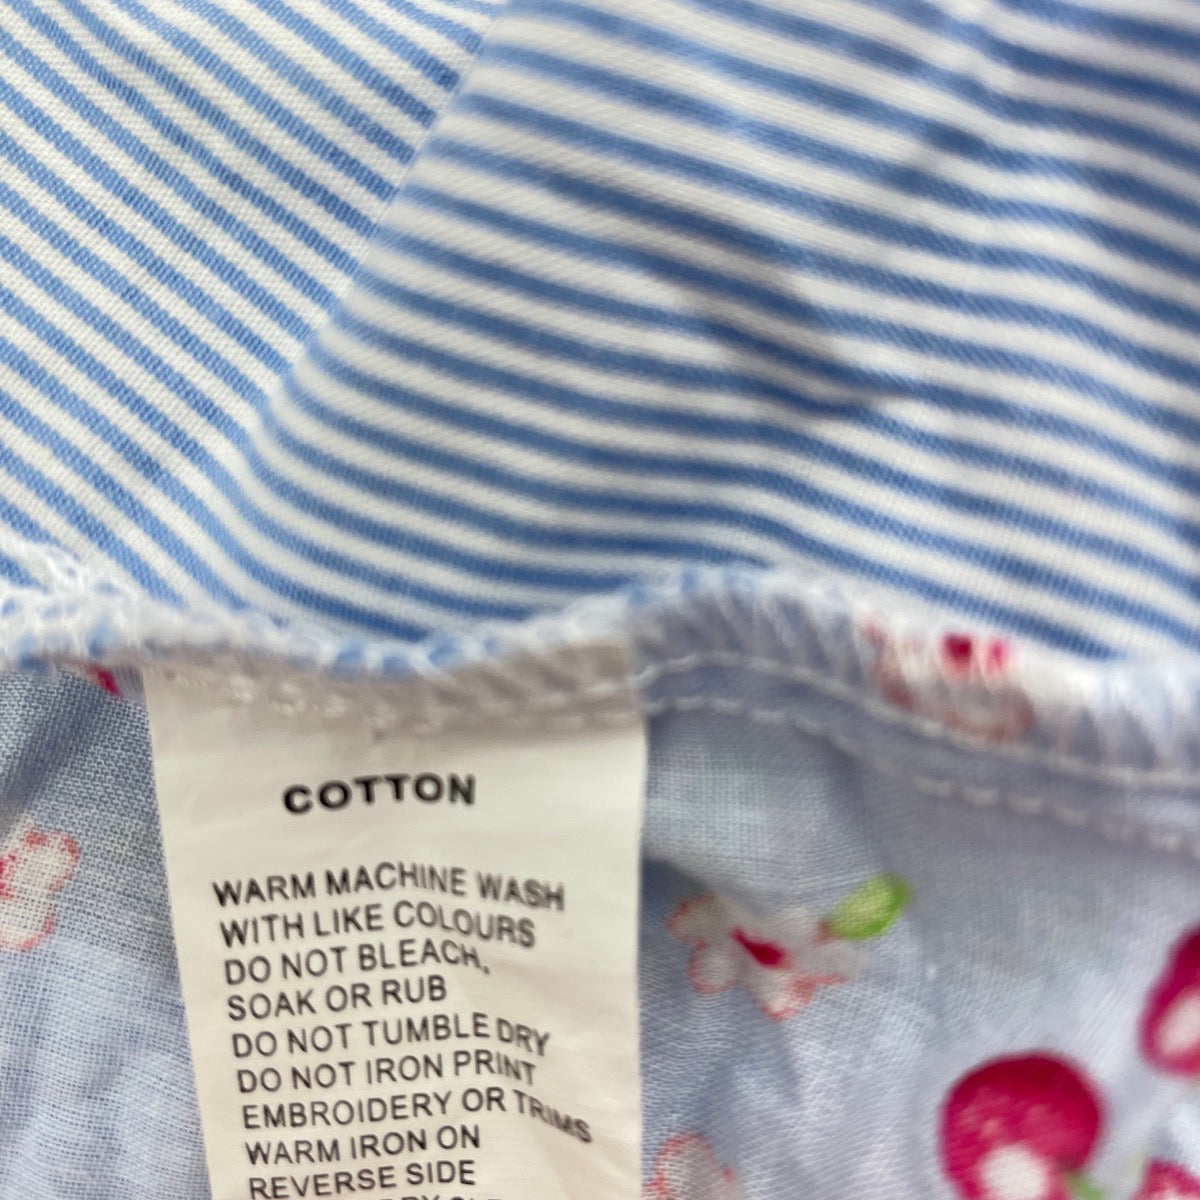 COTTON
WARM MACHINE WASH
WITH LIKE COLOURS
DO NOT BLEACH,
SOAK OR RUB
DO NOT TUMBLE DRY
DO NOT IRON PRINT
EMBROIDERY OR TRIMS
WARM IRON ON
REVERSE SIDE